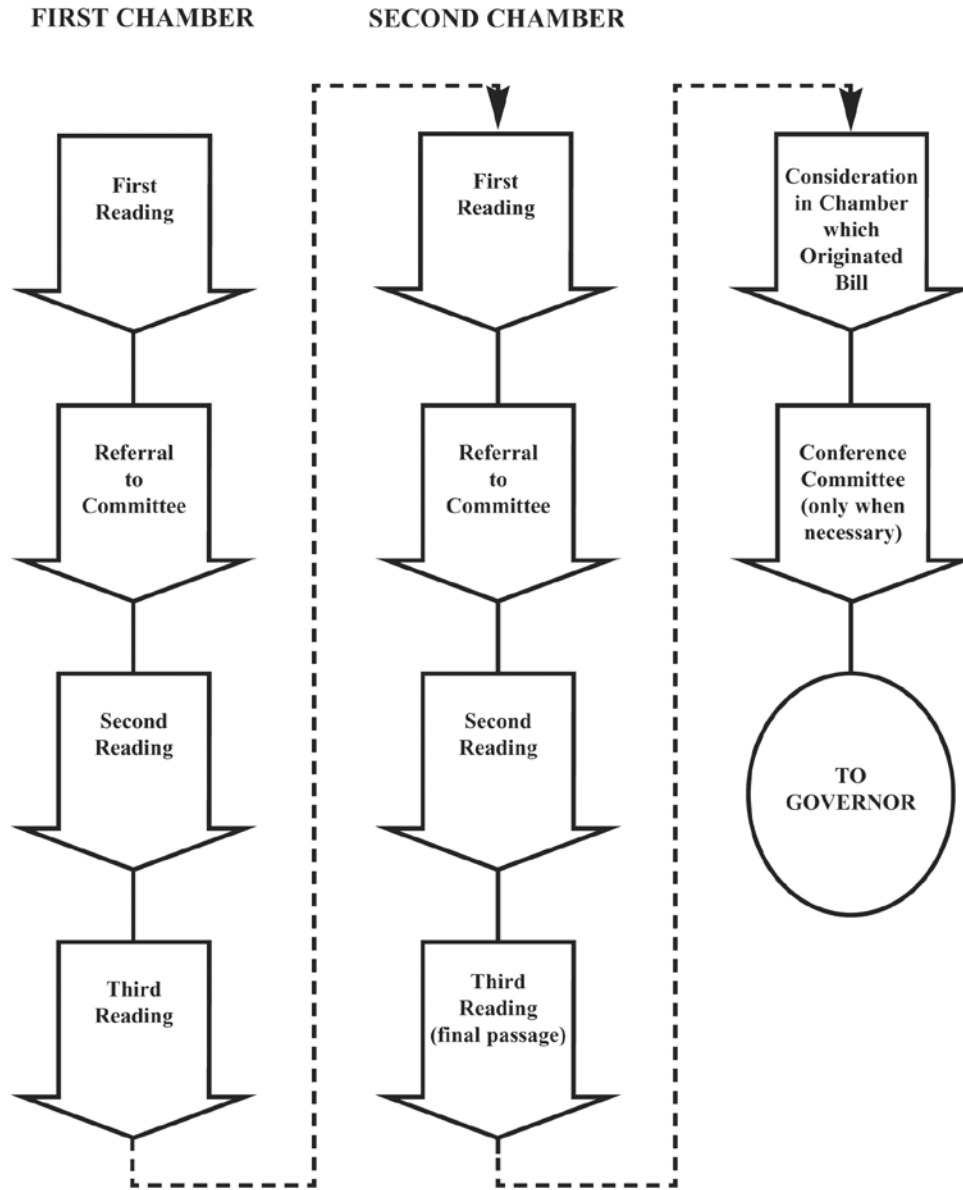 FIRST CHAMBER
SECOND CHAMBER
First
Reading
Referral
to
Committee
Second
Reading
Third
Reading
First
Reading
Referral
to
Committee
Second
Reading
Third
Reading
(final passage)
Consideration
in Chamber
which
Originated
Bill
Conference
Committee
(only when
necessary)
TO
GOVERNOR